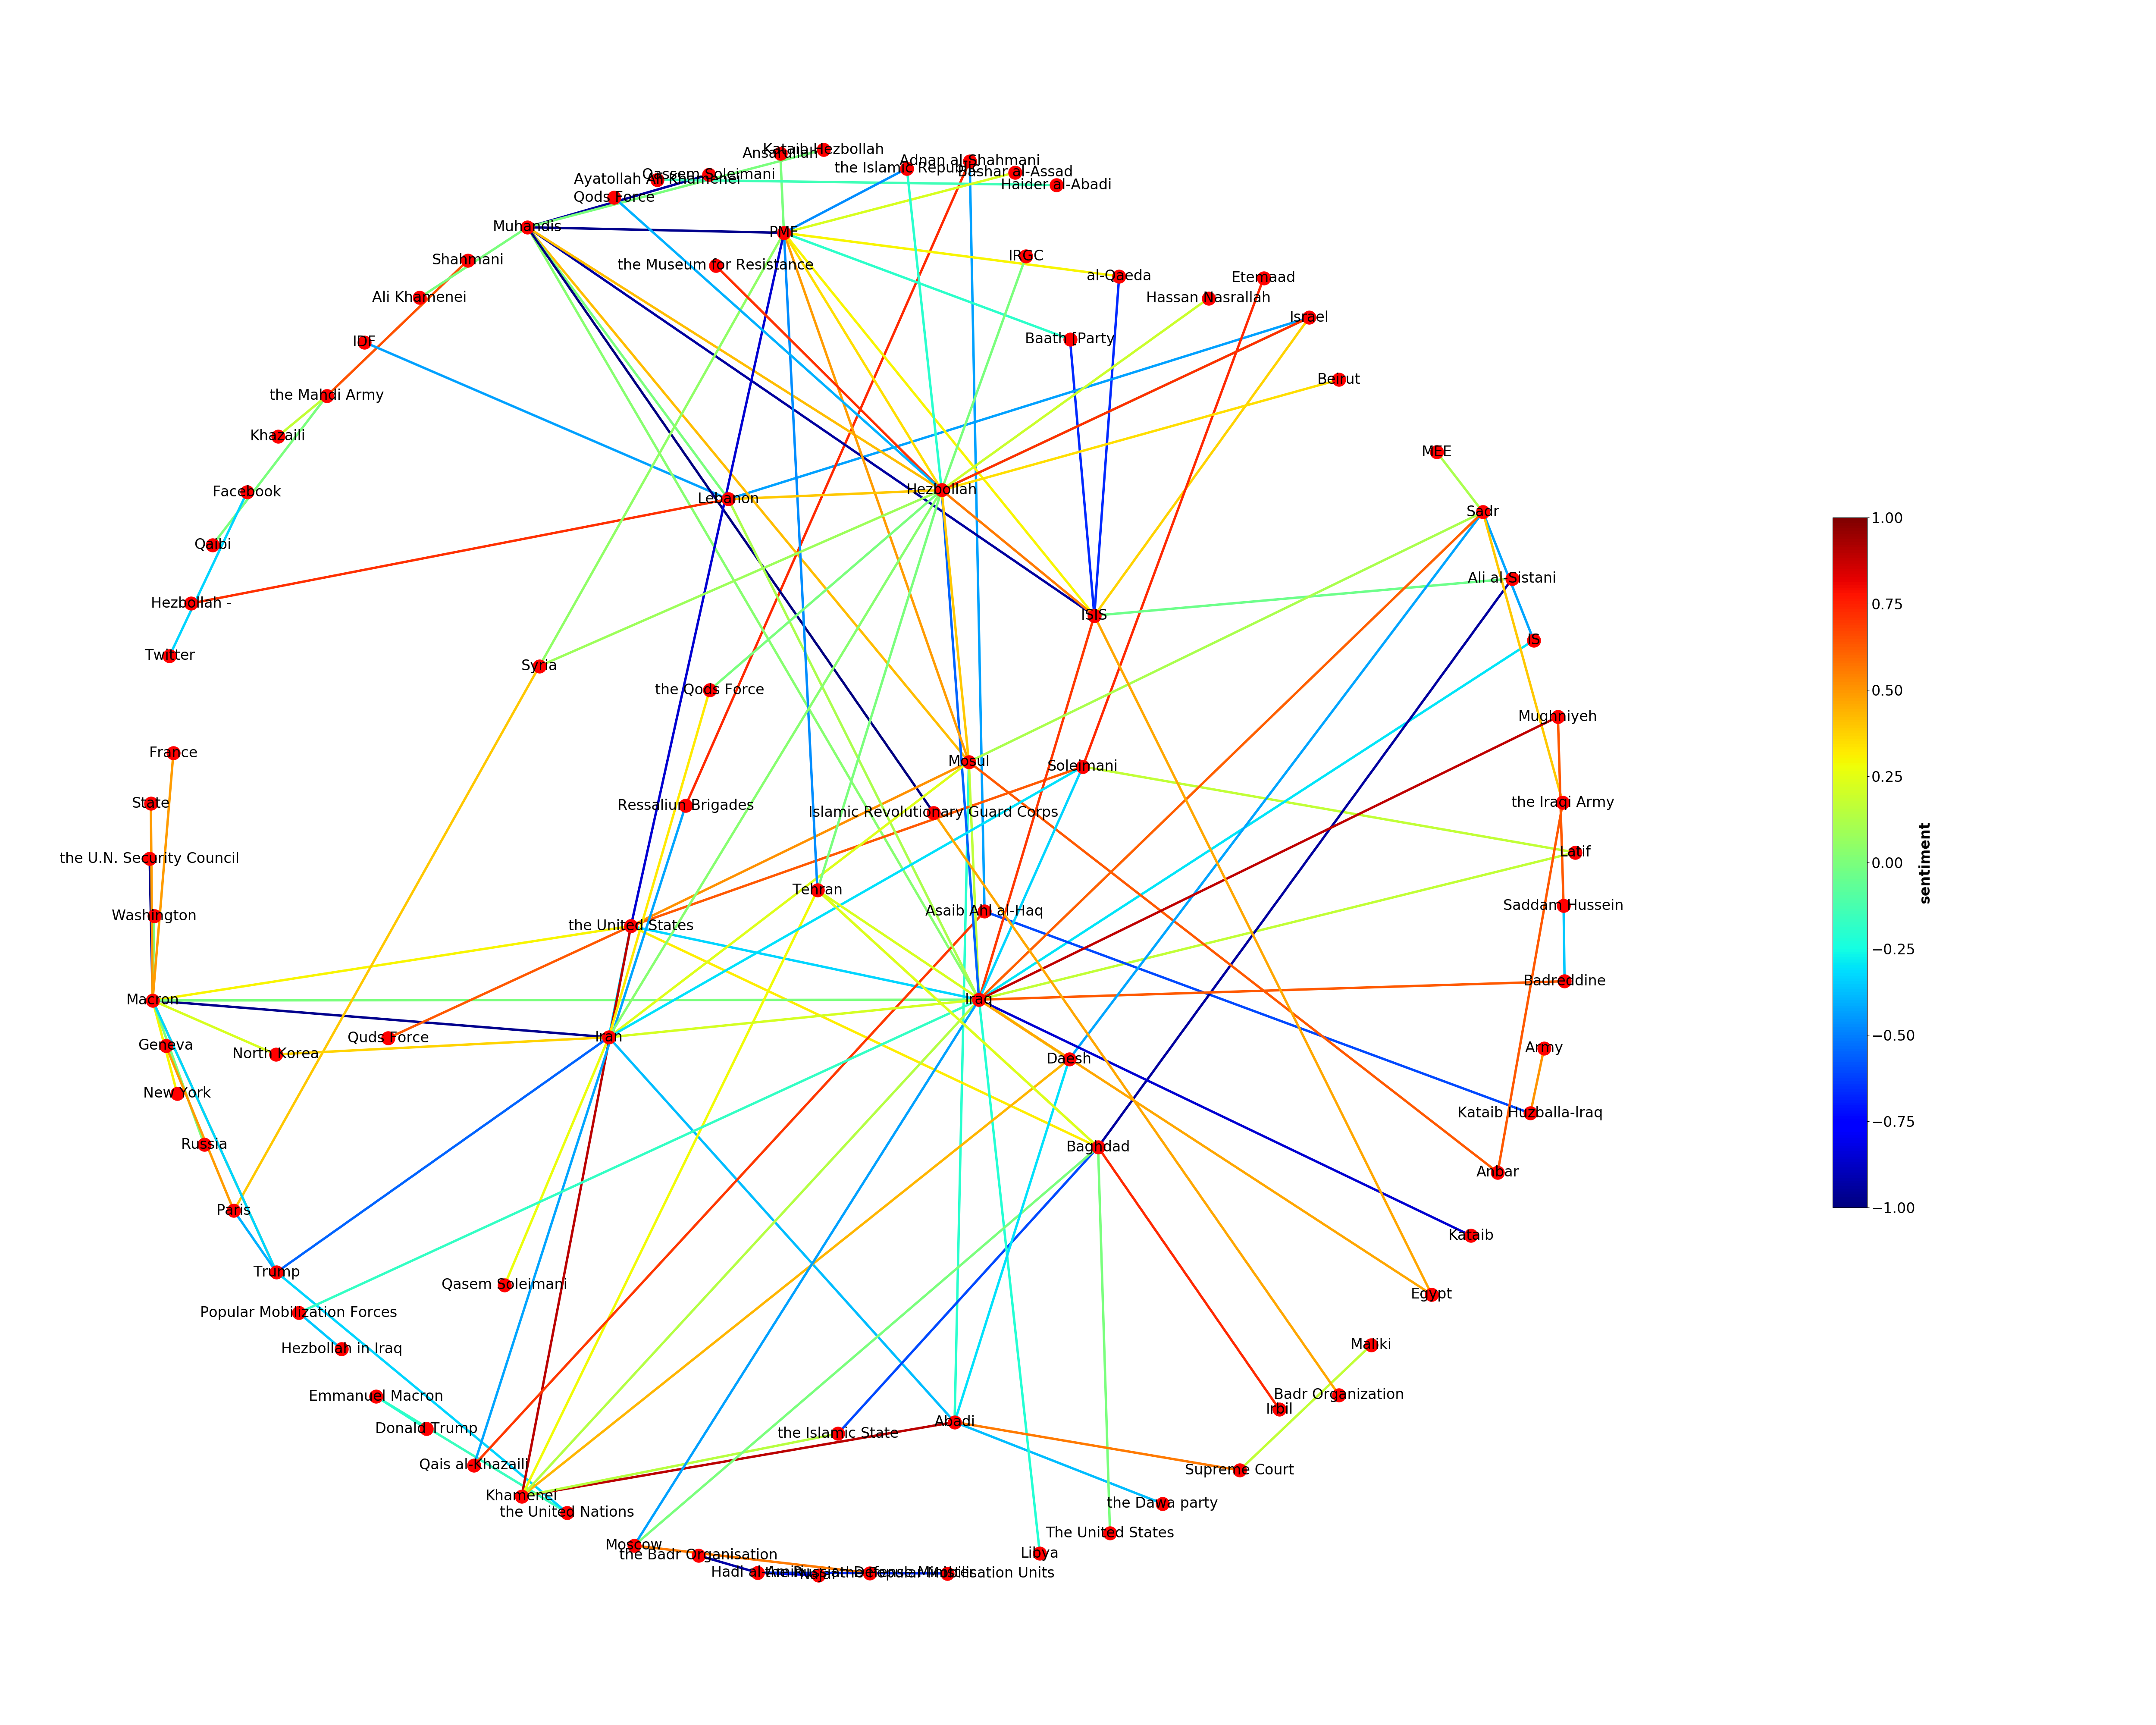 Kataib Hezbollah
Ansarullah
Adnan al-Shahmani
the Islamic Republic
Bashar al-Assad
Qassem Soleimani
Ayatollah Ali Khamenei
Haider al-Abadi
Qods Force
Muhandis
PMF
IRGC
Shahmani
the Museum for Resistance
al-Qaeda
Etemaad
Ali Khamenei
Hassan Nasrallah
Israel
IDF
Baath Party
Beirut
the Mahdi Army
Khazaili
MEE
Facebook
Lebanon
Hezbollah
Sadr
1.00
Qaibi
Ali al-Sistani
Hezbollah -
ISIS
0.75
iS
Twitter
Syria
the Qods Force
0.50
Mughniyeh
France
Mosul
Soleimani
0.25
State
Ressaliun Brigades
Islamic Revolutionary Guard Corps
the Iraqi Army
the U.N. Security Council
Latif
0.00
sentiment
Tehran
Washington
the United States
Asaib Ahl al-Haq
Saddam Hussein
−0.25
Macron
Iraq
Badreddine
−0.50
Geneva
North Korea
Quds Force
Iran
Daesh
Army
New York
Kataib Huzballa-Iraq
−0.75
Russia
Baghdad
Anbar
−1.00
Paris
Kataib
Trump
Qasem Soleimani
Egypt
Popular Mobilization Forces
Hezbollah in Iraq
Maliki
Emmanuel Macron
Badr Organization
Irbil
Donald Trump
the Islamic State
Abadi
Qais al-Khazaili
Supreme Court
Khamenei
the United Nations
the Dawa party
The United States
Moscow
the Badr Organisation
Libya
Hadi al-Amiri